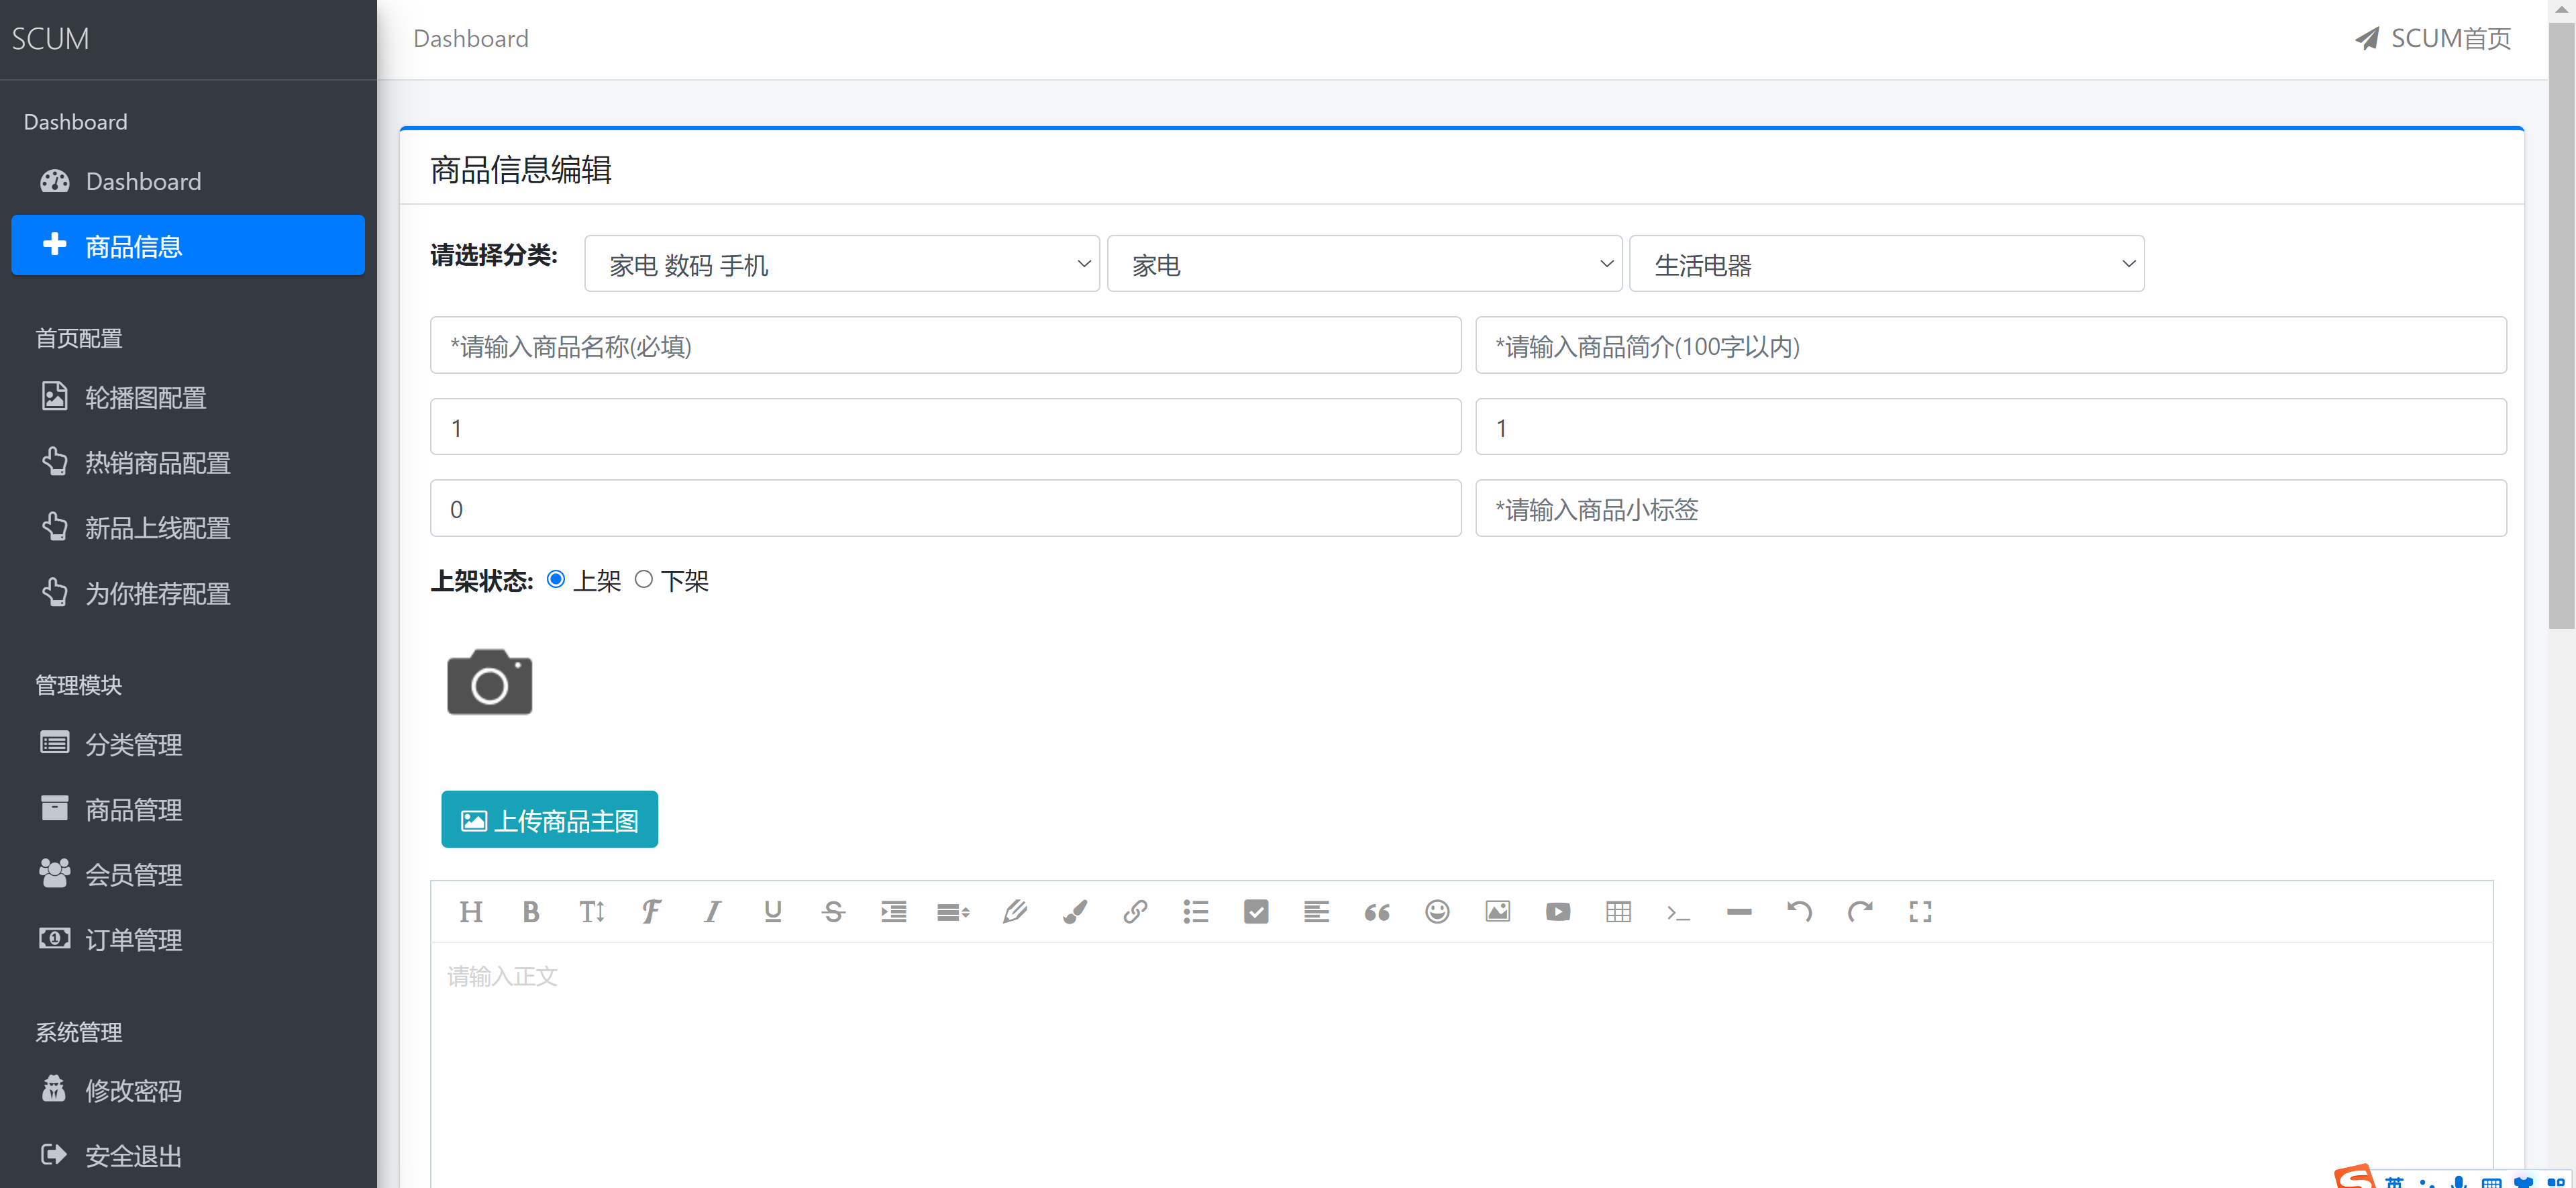 SCUM
Dashboard
SCUM首页
Dashboard
Dashboard
商品信息
首页配置
轮播图配置
热销商品配置
新品上线配置
为你推荐配置
管理模块
分类管理
商品管理
会员管理
订单管理
系统管理
修改密码
安全退出
商品信息编辑
请选择分类: 家电 数码 手机 家电 生活电器
*请输入商品名称(必填) *请输入商品简介(100字以内)
1 1
0 *请输入商品小标签
上架状态: 上架 下架
上传商品主图
请输入正文
英